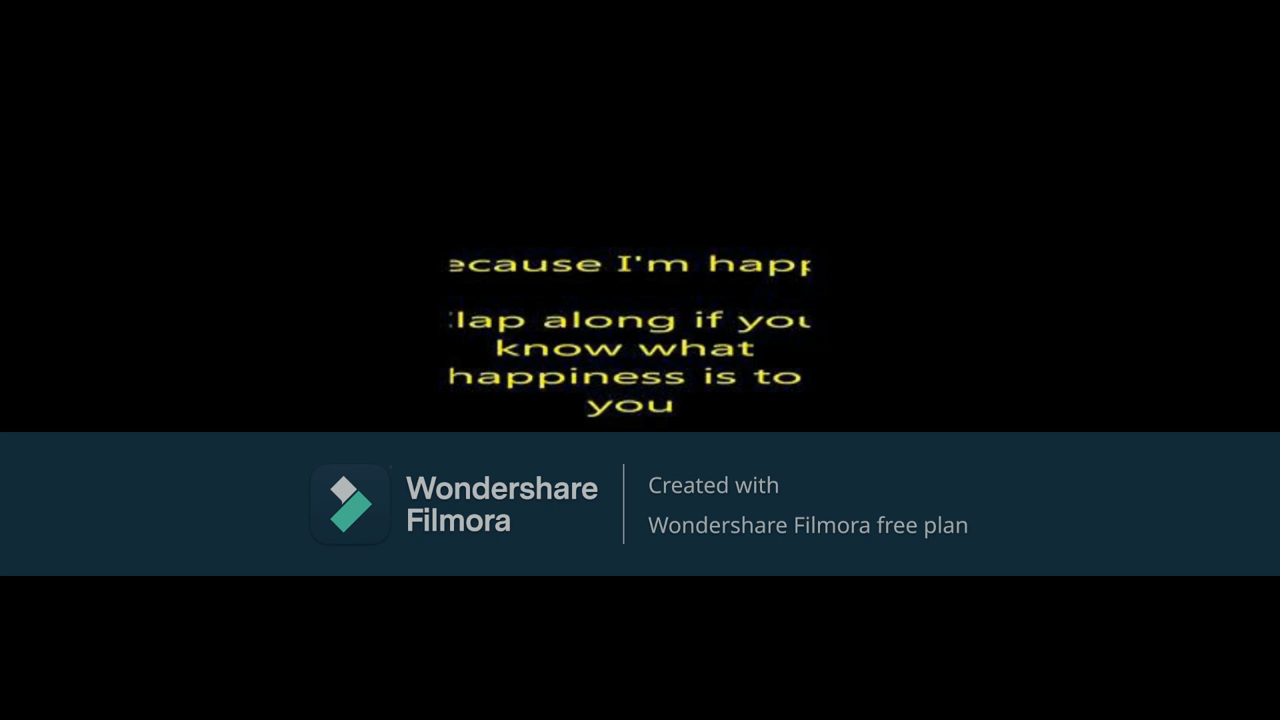 ecause I'm happ
lap along if you
know what
happiness is to
you
Wondershare
Filmora
Created with
Wondershare Filmora free plan